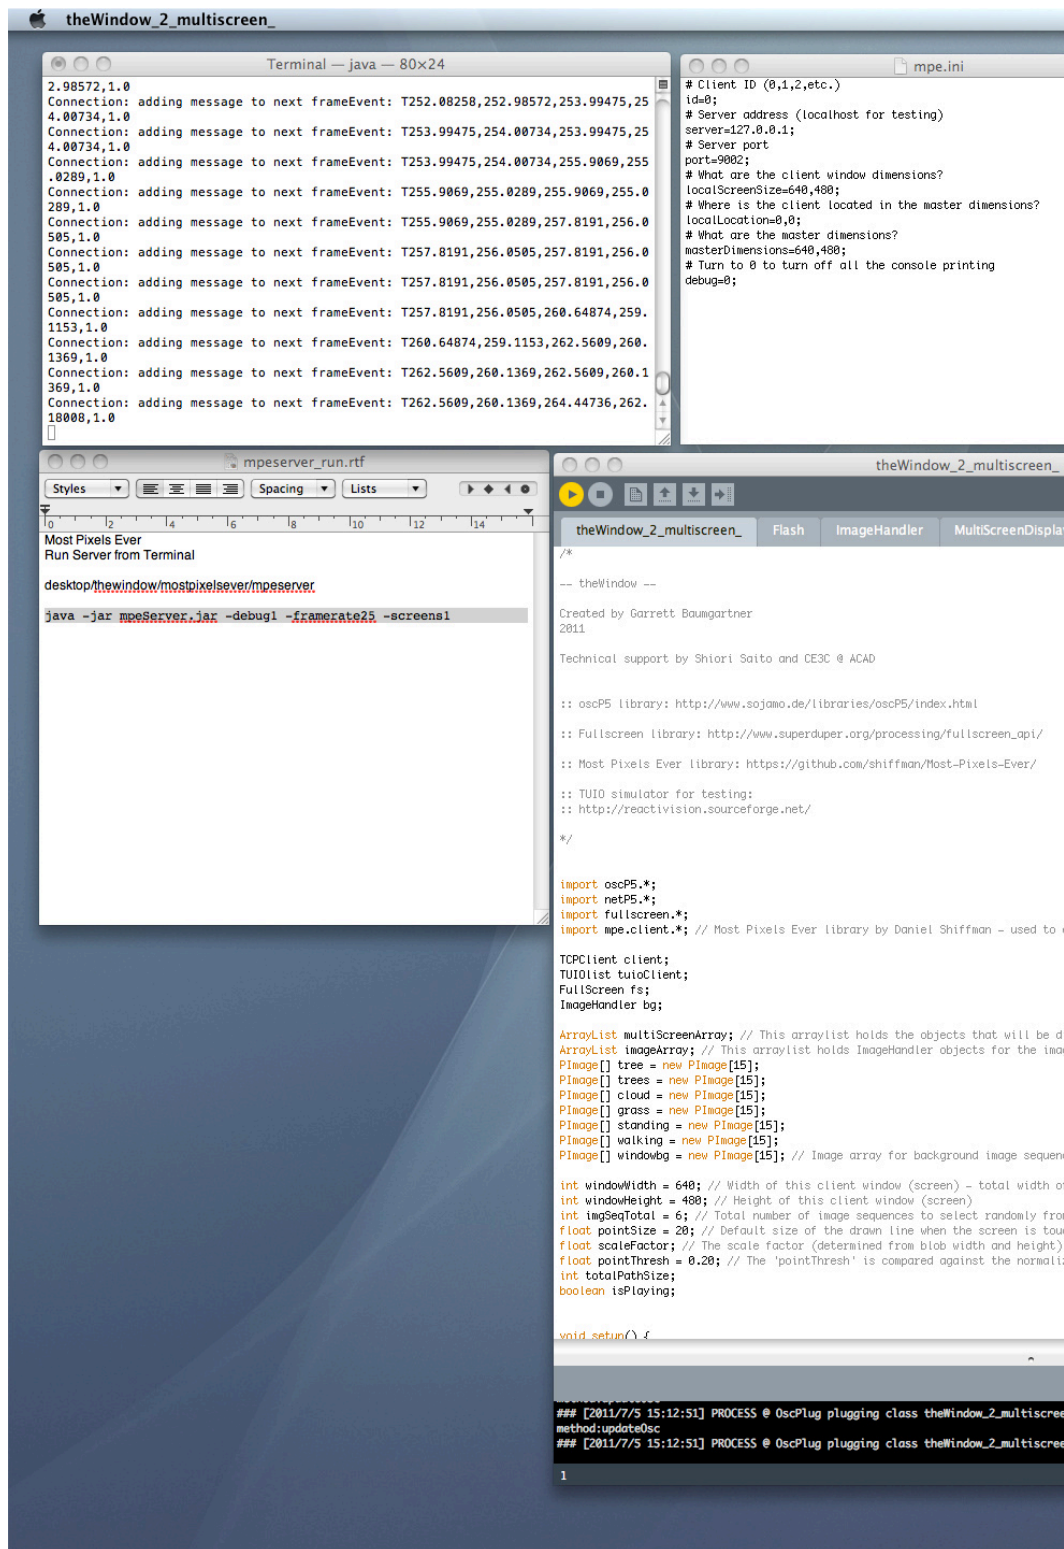 theWindow_2_multiscreen_
Terminal — java — 80×24
2.98572,1.0
Connection: adding message to next frameEvent: T252.08258,252.98572,253.99475,25
4.00734,1.0
Connection: adding message to next frameEvent: T253.99475,254.00734,253.99475,25
4.00734,1.0
Connection: adding message to next frameEvent: T253.99475,254.00734,255.9069,255
.0289,1.0
Connection: adding message to next frameEvent: T255.9069,255.0289,255.9069,255.0
289,1.0
Connection: adding message to next frameEvent: T255.9069,255.0289,257.8191,256.0
505,1.0
Connection: adding message to next frameEvent: T257.8191,256.0505,257.8191,256.0
505,1.0
Connection: adding message to next frameEvent: T257.8191,256.0505,257.8191,256.0
505,1.0
Connection: adding message to next frameEvent: T257.8191,256.0505,260.64874,259.
1153,1.0
Connection: adding message to next frameEvent: T260.64874,259.1153,262.5609,260.
1369,1.0
Connection: adding message to next frameEvent: T262.5609,260.1369,262.5609,260.1
369,1.0
Connection: adding message to next frameEvent: T262.5609,260.1369,264.44736,262.
18008,1.0
mpe.ini
# Client ID (0,1,2,etc.)
id=0;
# Server address (localhost for testing)
server=127.0.0.1;
# Server port
port=9002;
# What are the client window dimensions?
localScreenSize=640,480;
# Where is the client located in the master dimensions?
localLocation=0,0;
# What are the master dimensions?
masterDimensions=640,480;
# Turn to 0 to turn off all the console printing
debug=0;
mpeserver_run.rtf
Styles Spacing Lists
0 2 4 6 8 10 12 14
Most Pixels Ever
Run Server from Terminal
desktop/thewindow/mostpixelsever/mpeserver
java -jar mpeServer.jar -debug1 -framerate25 -screens1
theWindow_2_multiscreen_
theWindow_2_multiscreen_ Flash ImageHandler MultiScreenDispla
/*
-- theWindow --
Created by Garrett Baumgartner
2011
Technical support by Shiori Saito and CE3C @ ACAD
:: oscP5 library: http://www.sojamo.de/libraries/oscP5/index.html
:: Fullscreen library: http://www.superduper.org/processing/fullscreen_api/
:: Most Pixels Ever library: https://github.com/shiffman/Most-Pixels-Ever/
:: TUIO simulator for testing:
:: http://reactivision.sourceforge.net/
*/
import oscP5.*;
import netP5.*;
import fullscreen.*;
import mpe.client.*; // Most Pixels Ever library by Daniel Shiffman - used to
TCPClient client;
TUIOlist tuioClient;
FullScreen fs;
ImageHandler bg;
ArrayList multiScreenArray; // This arraylist holds the objects that will be d
ArrayList imageArray; // This arraylist holds ImageHandler objects for the ima
PImage[] tree = new PImage[15];
PImage[] trees = new PImage[15];
PImage[] cloud = new PImage[15];
PImage[] grass = new PImage[15];
PImage[] standing = new PImage[15];
PImage[] walking = new PImage[15];
PImage[] windowbg = new PImage[15]; // Image array for background image sequen
int windowWidth = 640; // Width of this client window (screen) - total width o
int windowHeight = 480; // Height of this client window (screen)
int imgSeqTotal = 6; // Total number of image sequences to select randomly fro
float pointSize = 20; // Default size of the drawn line when the screen is tou
float scaleFactor; // The scale factor (determined from blob width and height)
float pointThresh = 0.20; // The 'pointThresh' is compared against the normali
int totalPathSize;
boolean isPlaying;
void setup() {
### [2011/7/5 15:12:51] PROCESS @ OscPlug plugging class theWindow_2_multiscree
method:updateOsc
### [2011/7/5 15:12:51] PROCESS @ OscPlug plugging class theWindow_2_multiscree
1